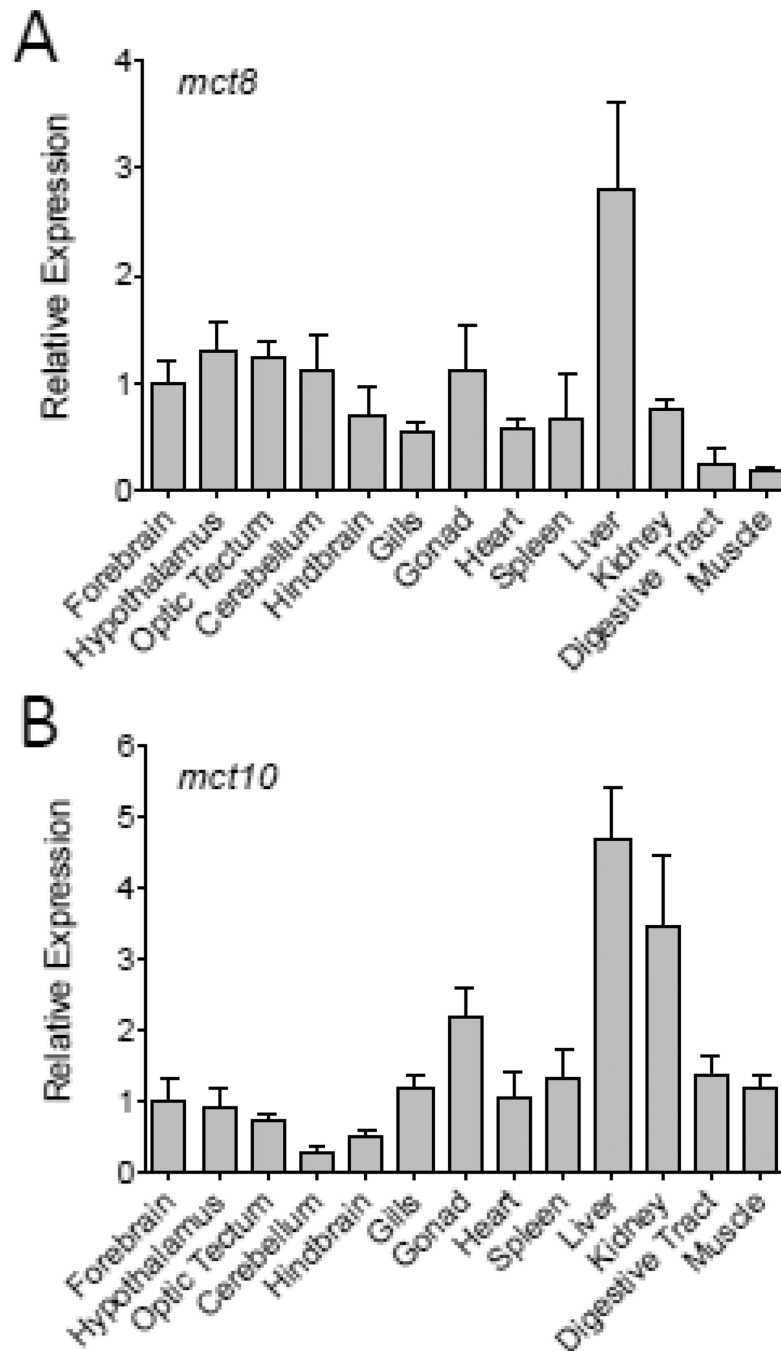 A
mct8
Relative Expression
4
3
2
1
0
Forebrain
Hypothalamus
Optic Tectum
Cerebellum
Hindbrain
Gills
Gonad
Heart
Spleen
Liver
Kidney
Digestive Tract
Muscle
B
mct10
Relative Expression
6
5
4
3
2
1
0
Forebrain
Hypothalamus
Optic Tectum
Cerebellum
Hindbrain
Gills
Gonad
Heart
Spleen
Liver
Kidney
Digestive Tract
Muscle